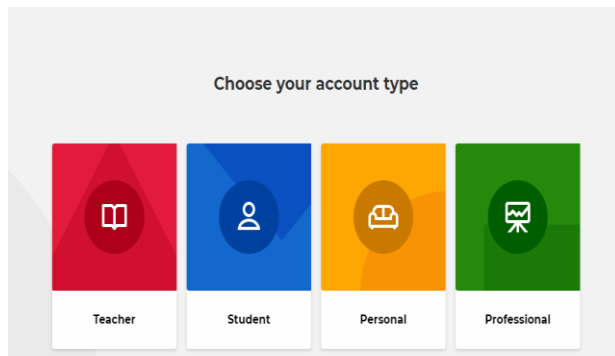 Choose your account type
Teacher
Student
Personal
Professional